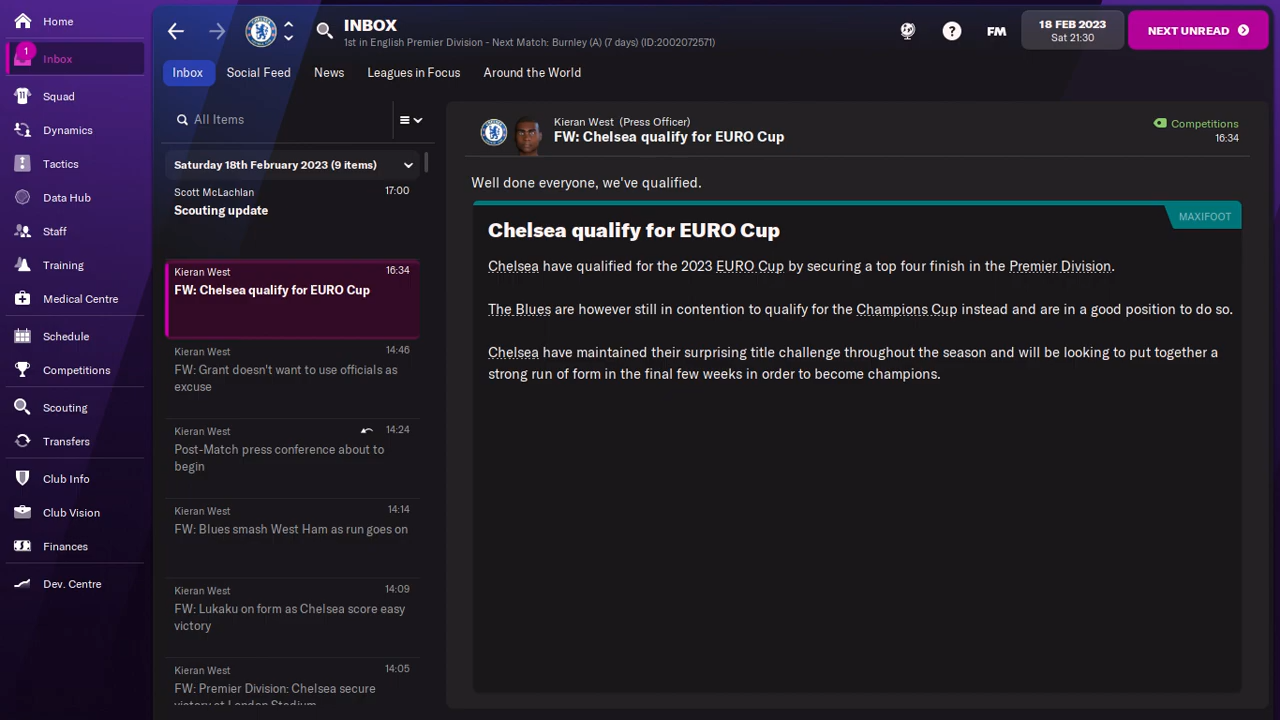 Home
1
Inbox
Squad
Dynamics
Tactics
Data Hub
Staff
Training
Medical Centre
Schedule
Competitions
Scouting
Transfers
Club Info
Club Vision
Finances
Dev. Centre
INBOX
1st in English Premier Division - Next Match: Burnley (A) (7 days) (ID:2002072571)
?
FM
18 FEB 2023
Sat 21:30
NEXT UNREAD
Inbox
Social Feed
News
Leagues in Focus
Around the World
All Items
Saturday 18th February 2023 (9 items)
Scott McLachlan 17:00
Scouting update
Kieran West 16:34
FW: Chelsea qualify for EURO Cup
Kieran West 14:46
FW: Grant doesn't want to use officials as
excuse
Kieran West 14:24
Post-Match press conference about to
begin
Kieran West 14:14
FW: Blues smash West Ham as run goes on
Kieran West 14:09
FW: Lukaku on form as Chelsea score easy
victory
Kieran West 14:05
FW: Premier Division: Chelsea secure
victory at London Stadium
Kieran West (Press Officer)
FW: Chelsea qualify for EURO Cup
Competitions
16:34
Well done everyone, we've qualified.
MAXIFOOT
Chelsea qualify for EURO Cup
Chelsea have qualified for the 2023 EURO Cup by securing a top four finish in the Premier Division.
The Blues are however still in contention to qualify for the Champions Cup instead and are in a good position to do so.
Chelsea have maintained their surprising title challenge throughout the season and will be looking to put together a
strong run of form in the final few weeks in order to become champions.